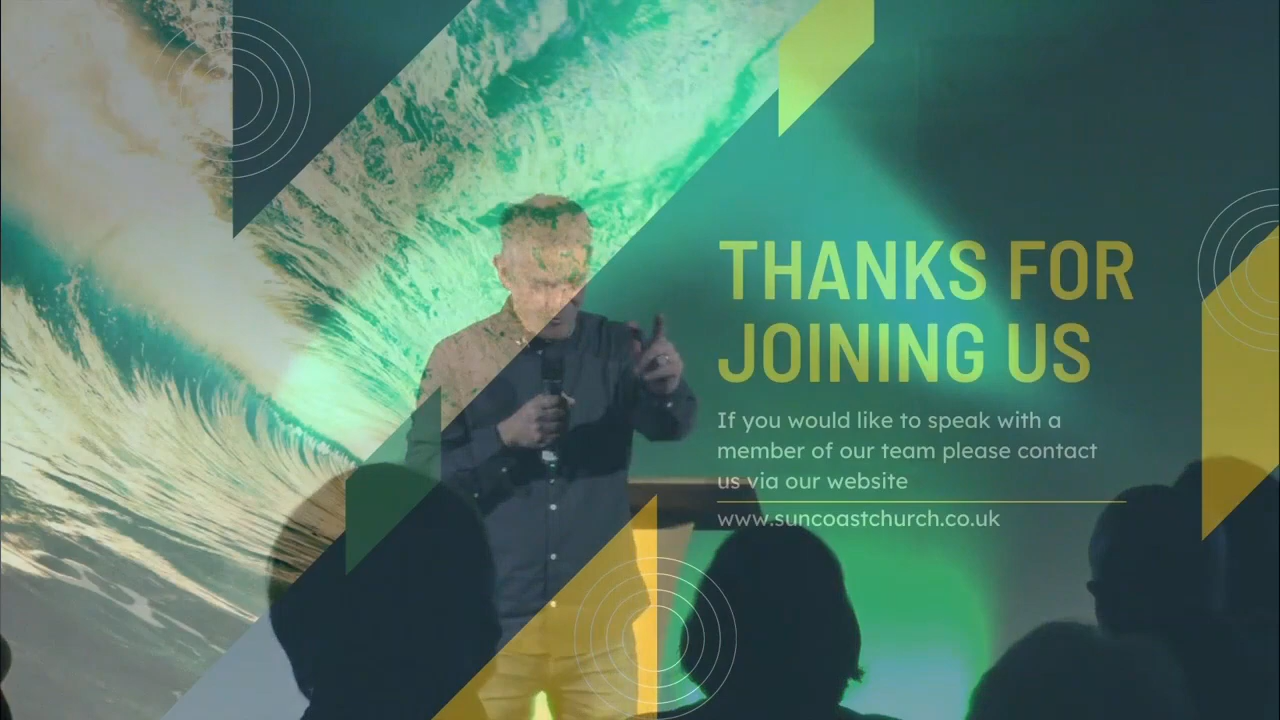 THANKS FOR
JOINING US
If you would like to speak with a
member of our team please contact
us via our website
www.suncoastchurch.co.uk